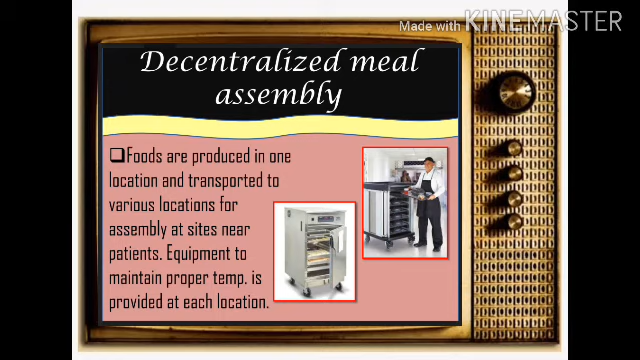 Made with KINEMASTER
Decentralized meal
assembly
Foods are produced in one
location and transported to
various locations for
assembly at sites near
patients. Equipment to
maintain proper temp. is
provided at each location.